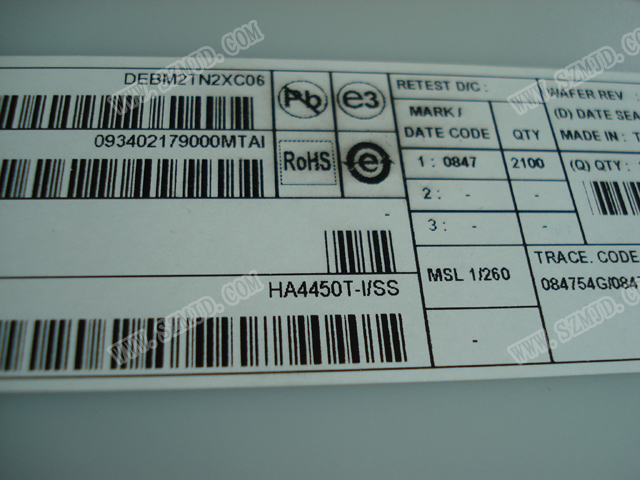 DEBM2TN2XC06
Pb
e3
RETEST D/C :
WAFER REV :
MARK /
DATE CODE
QTY
(D) DATE SEA
MADE IN : T
093402179000MTAI
RoHS
e
1 : 0847
2100
(Q) QTY :
2 : - -
3 : - -
-
MSL 1/260
TRACE. CODE
084754G/084
HA4450T-I/SS
-
WWW.SZMJD.COM
WWW.SZMJD.COM
WWW.SZMJD.COM
WWW.SZMJD.COM